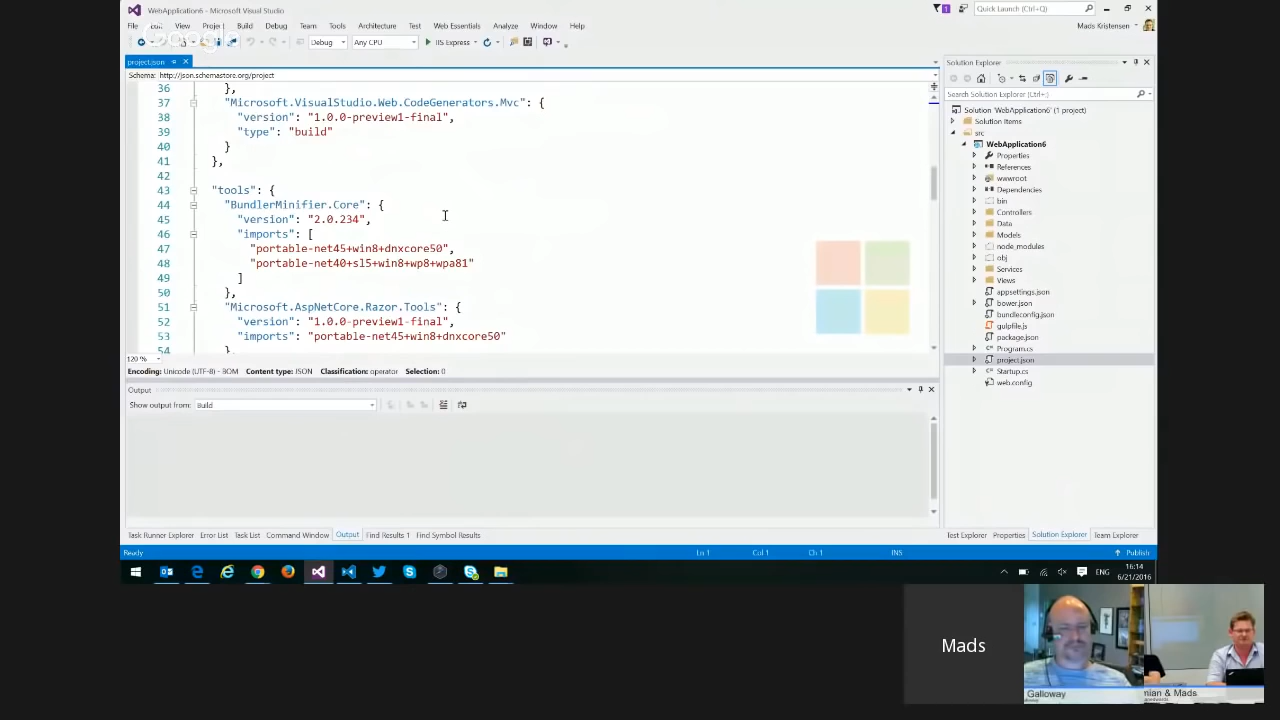 WebApplication6 - Microsoft Visual Studio
Quick Launch (Ctrl+Q)
File Edit View Project Build Debug Team Tools Architecture Test Web Essentials Analyze Window Help
Mads Kristensen
Google
Debug Any CPU IIS Express
project.json
Schema: http://json.schemastore.org/project
36 },
37 "Microsoft.VisualStudio.Web.CodeGenerators.Mvc": {
38 "version": "1.0.0-preview1-final",
39 "type": "build"
40 }
41 },
42
43 "tools": {
44 "BundlerMinifier.Core": {
45 "version": "2.0.234",
46 "imports": [
47 "portable-net45+win8+dnxcore50",
48 "portable-net40+sl5+win8+wp8+wpa81"
49 ]
50 },
51 "Microsoft.AspNetCore.Razor.Tools": {
52 "version": "1.0.0-preview1-final",
53 "imports": "portable-net45+win8+dnxcore50"
54 },
120 %
Encoding: Unicode (UTF-8) - BOM Content type: JSON Classification: operator Selection: 0
Output
Show output from: Build
Task Runner Explorer Error List Task List Command Window Output Find Results 1 Find Symbol Results
Solution Explorer
Search Solution Explorer (Ctrl+;)
Solution 'WebApplication6' (1 project)
Solution Items
src
WebApplication6
Properties
References
wwwroot
Dependencies
bin
Controllers
Data
Models
node_modules
obj
Services
Views
appsettings.json
bower.json
bundleconfig.json
gulpfile.js
package.json
Program.cs
project.json
Startup.cs
web.config
Test Explorer Properties Solution Explorer Team Explorer
Ready Ln 1 Col 1 Ch 1 INS Publish
ENG
16:14
6/21/2016
Mads
Galloway
mian & Mads